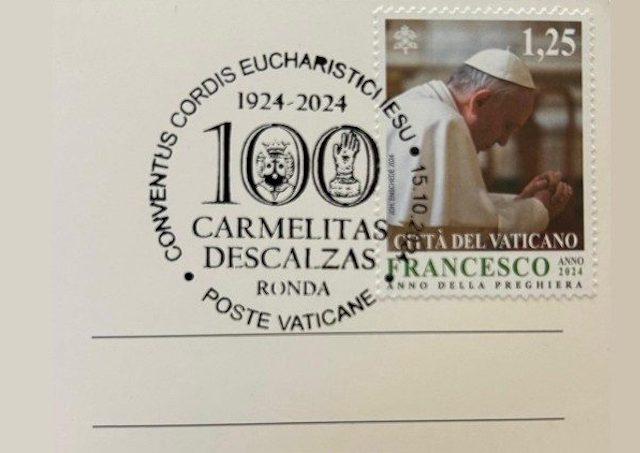 CONVENTUS CORDIS EUCHARISTICI IESU • 15.10.2024 •
1924-2024
100
CARMELITAS
DESCALZAS
RONDA
• POSTE VATICANE
1,25
CITTÀ DEL VATICANO
FRANCESCO ANNO 2024
ANNO DELLA PREGHIERA